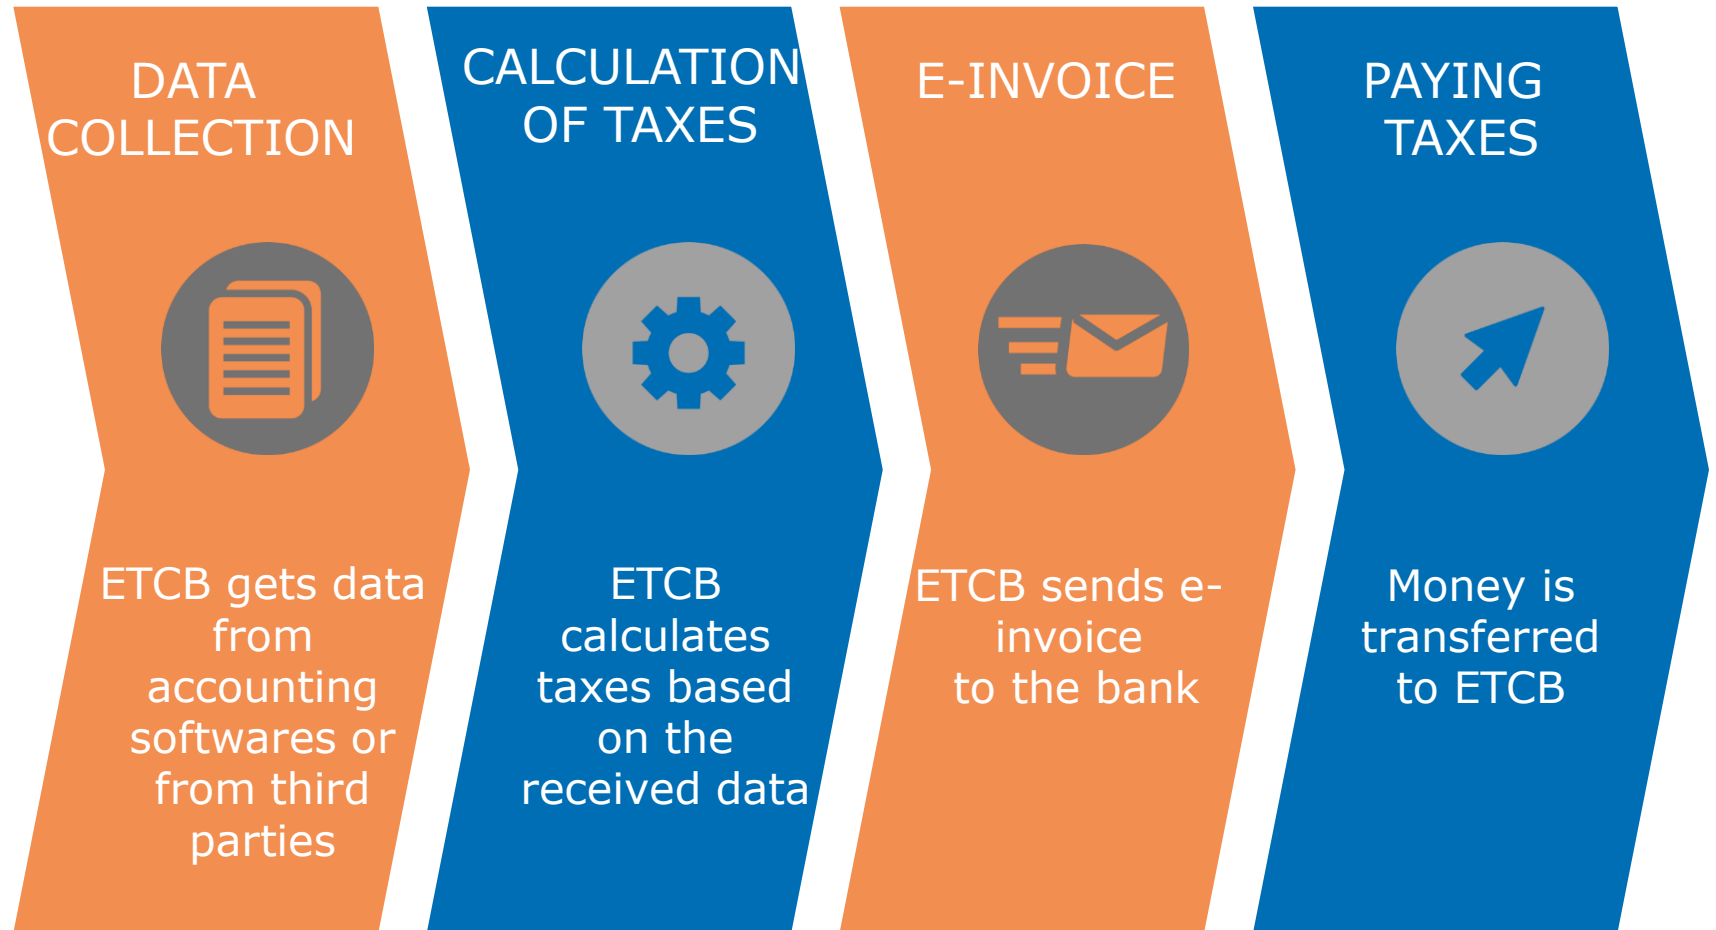 DATA
COLLECTION
ETCB gets data
from
accounting
softwares or
from third
parties
CALCULATION
OF TAXES
ETCB
calculates
taxes based
on the
received data
E-INVOICE
ETCB sends e-
invoice
to the bank
PAYING
TAXES
Money is
transferred
to ETCB